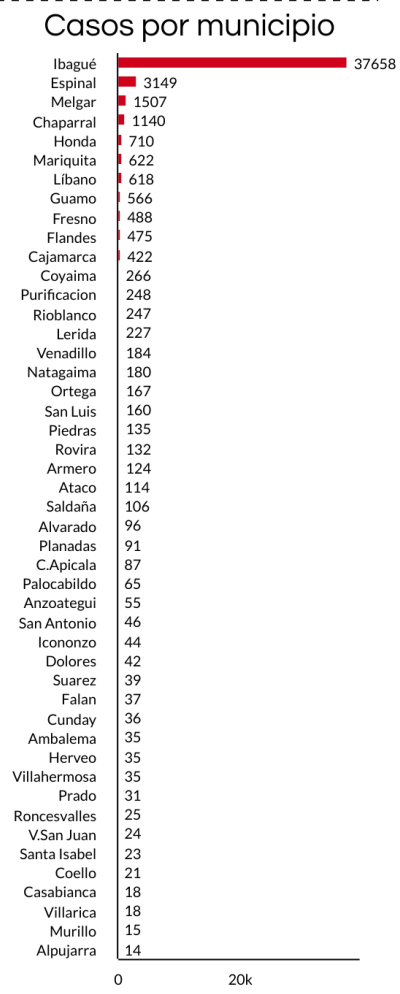 Casos por municipio
Ibagué 37658
Espinal 3149
Melgar 1507
Chaparral 1140
Honda 710
Mariquita 622
Líbano 618
Guamo 566
Fresno 488
Flandes 475
Cajamarca 422
Coyaima 266
Purificacion 248
Rioblanco 247
Lerida 227
Venadillo 184
Natagaima 180
Ortega 167
San Luis 160
Piedras 135
Rovira 132
Armero 124
Ataco 114
Saldaña 106
Alvarado 96
Planadas 91
C.Apicala 87
Palocabildo 65
Anzoategui 55
San Antonio 46
Icononzo 44
Dolores 42
Suarez 39
Falan 37
Cunday 36
Ambalema 35
Herveo 35
Villahermosa 35
Prado 31
Roncesvalles 25
V.San Juan 24
Santa Isabel 23
Coello 21
Casabianca 18
Villarica 18
Murillo 15
Alpujarra 14
0 20k